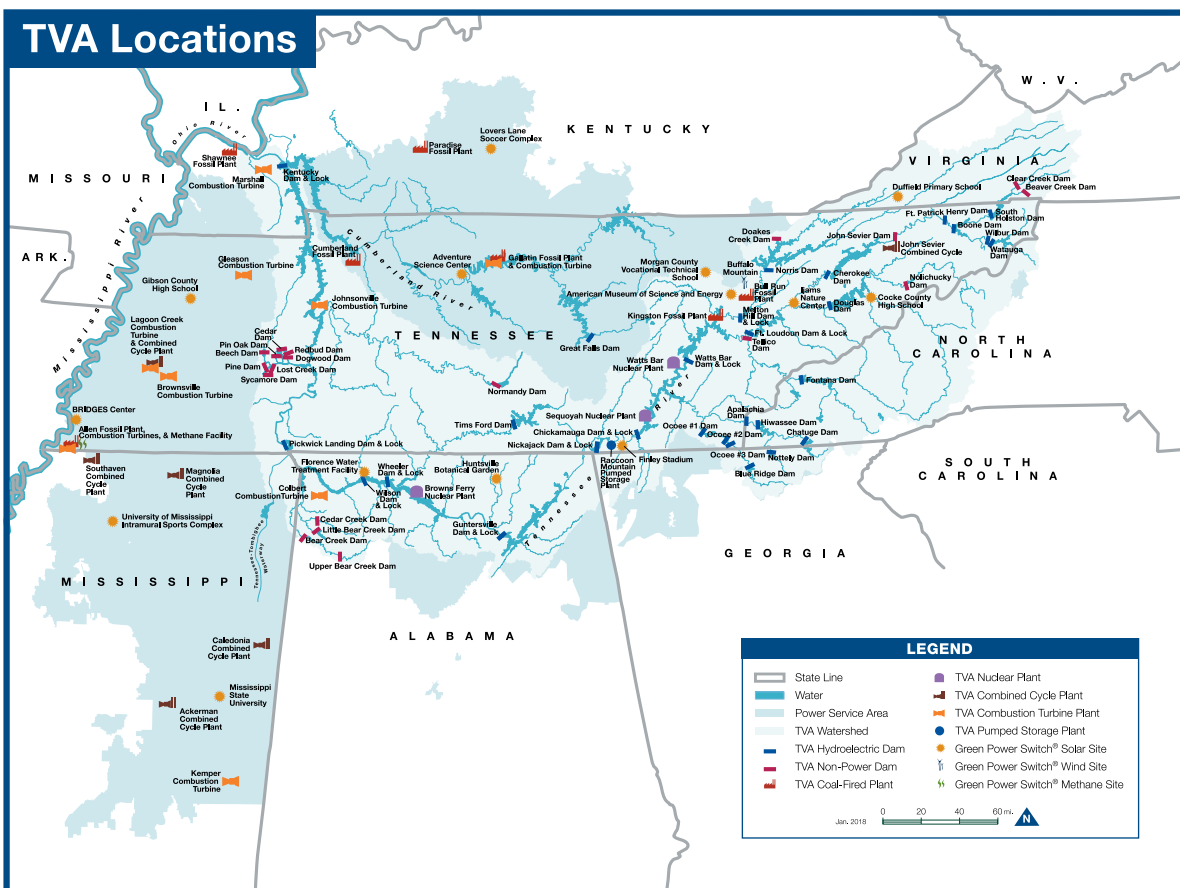 TVA Locations
W. V.
IL.
Ohio River
KENTUCKY
Lovers Lane
Soccer Complex
Paradise
Fossil Plant
Shawnee
Fossil Plant
Marshall
Combustion Turbine
Kentucky
Dam & Lock
MISSOURI
VIRGINIA
Clear Creek Dam
Beaver Creek Dam
Duffield Primary School
Ft. Patrick Henry Dam
South
Holston Dam
Boone Dam
Wilbur Dam
Watauga
Dam
Doakes
Creek Dam
John Sevier Dam
John Sevier
Combined Cycle
ARK.
Mississippi River
Cumberland
Fossil Plant
Cumberland River
Gleason
Combustion Turbine
Adventure
Science Center
Gallatin Fossil Plant
& Combustion Turbine
Morgan County
Vocational Technical
School
Buffalo
Mountain
Norris Dam
Cherokee
Dam
Nolichucky
Dam
Gibson County
High School
Johnsonville
Combustion Turbine
American Museum of Science and Energy
Bull Run
Fossil
Plant
Ijams
Nature
Center
Douglas
Dam
Cocke County
High School
Lagoon Creek
Combustion
Turbine
& Combined
Cycle Plant
Kingston Fossil Plant
Melton
Hill Dam
& Lock
TENNESSEE
Great Falls Dam
Ft. Loudoun Dam & Lock
Tellico
Dam
NORTH
CAROLINA
Cedar
Dam
Pin Oak Dam
Redbud Dam
Beech Dam
Dogwood Dam
Pine Dam
Lost Creek Dam
Sycamore Dam
Watts Bar
Nuclear Plant
Watts Bar
Dam & Lock
Brownsville
Combustion Turbine
Normandy Dam
Fontana Dam
BRIDGES Center
Allen Fossil Plant,
Combustion Turbines, & Methane Facility
Tims Ford Dam
Sequoyah Nuclear Plant
River
Chickamauga Dam & Lock
Apalachia
Dam
Hiwassee Dam
Ocoee #1 Dam
Ocoee #2 Dam
Chatuge Dam
Pickwick Landing Dam & Lock
Nickajack Dam & Lock
Ocoee #3 Dam
Nottely Dam
Blue Ridge Dam
Raccoon
Mountain
Pumped
Storage
Plant
Finley Stadium
Southaven
Combined
Cycle
Plant
Magnolia
Combined
Cycle
Plant
Florence Water
Treatment Facility
Wheeler
Dam & Lock
Huntsville
Botanical Garden
SOUTH
CAROLINA
Colbert
Combustion Turbine
Wilson
Dam
& Lock
Browns Ferry
Nuclear Plant
University of Mississippi
Intramural Sports Complex
Tennessee-Tombigbee
Waterway
Cedar Creek Dam
Little Bear Creek Dam
Bear Creek Dam
Upper Bear Creek Dam
Guntersville
Dam & Lock
Tennessee
GEORGIA
MISSISSIPPI
ALABAMA
Caledonia
Combined
Cycle Plant
Mississippi
State
University
Ackerman
Combined
Cycle Plant
Kemper
Combustion
Turbine
LEGEND
State Line
Water
Power Service Area
TVA Watershed
TVA Hydroelectric Dam
TVA Non-Power Dam
TVA Coal-Fired Plant
TVA Nuclear Plant
TVA Combined Cycle Plant
TVA Combustion Turbine Plant
TVA Pumped Storage Plant
Green Power Switch® Solar Site
Green Power Switch® Wind Site
Green Power Switch® Methane Site
Jan. 2018
0 20 40 60 mi.
N